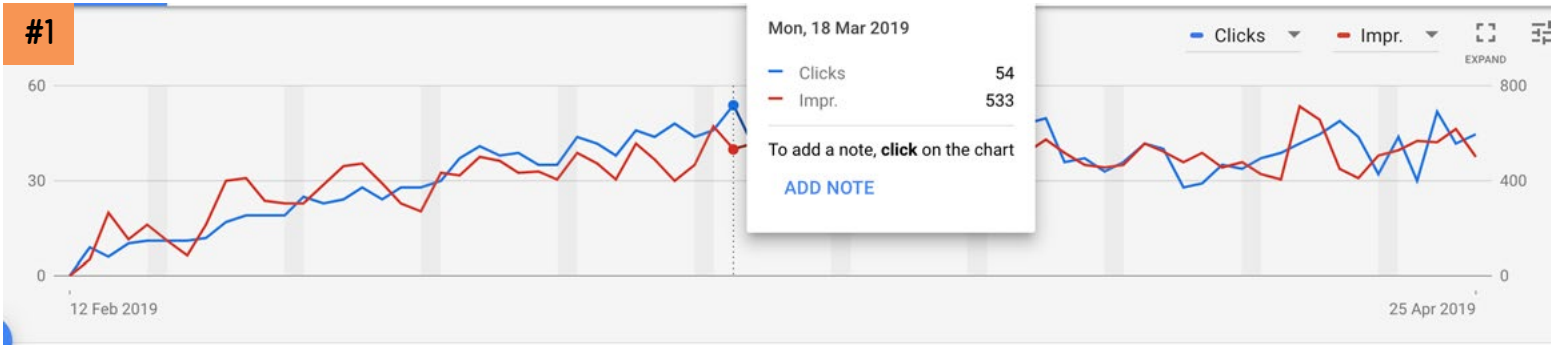 #1
Mon, 18 Mar 2019
Clicks 54
Impr. 533
To add a note, click on the chart
ADD NOTE
Clicks
Impr.
EXPAND
60
800
30
400
0
0
12 Feb 2019
25 Apr 2019